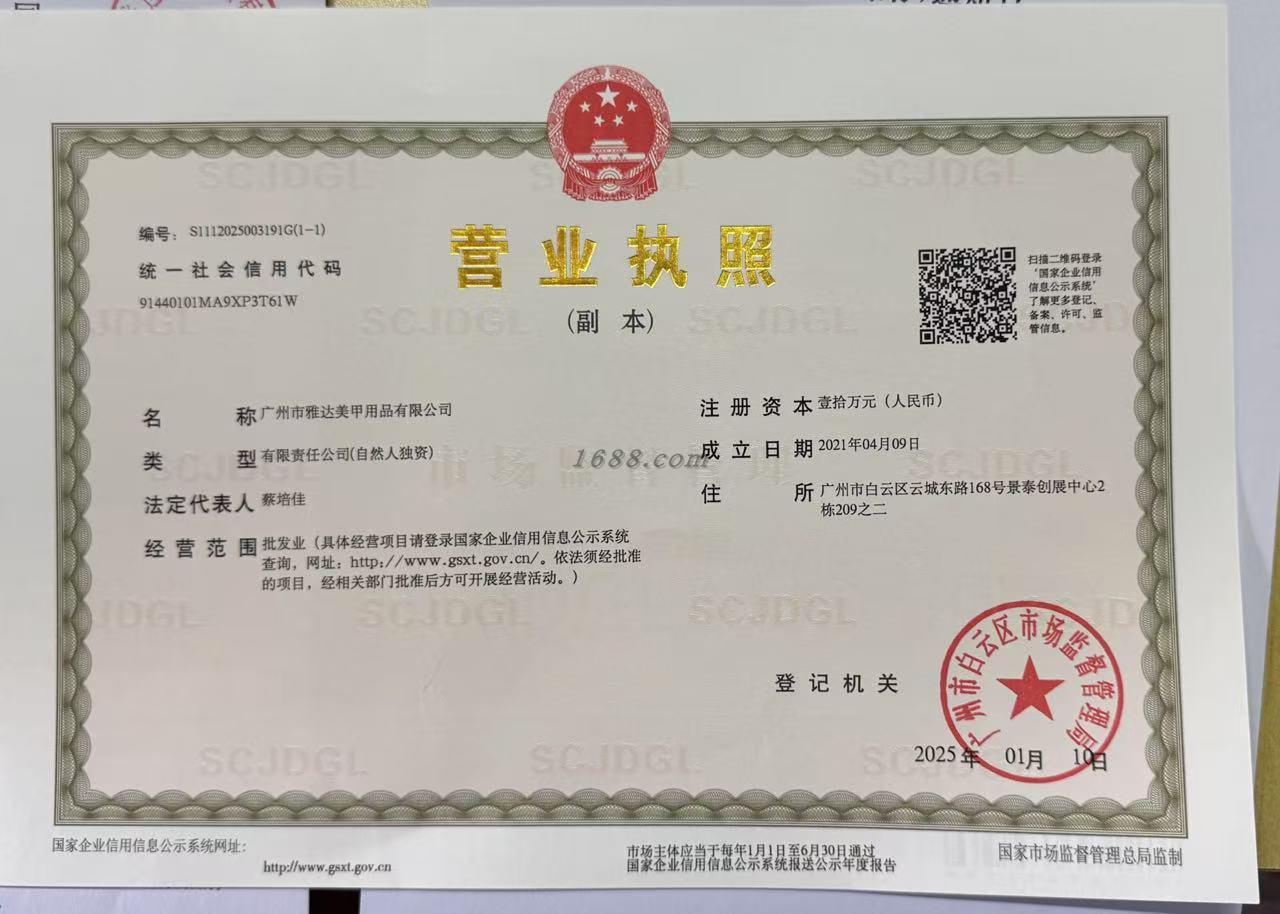 编号： S1112025003191G(1-1)
统一社会信用代码
91440101MA9XP3T61W
营业执照
（副 本）
扫描二维码登录
‘国家企业信用
信息公示系统’
了解更多登记、
备案、许可、监
管信息。
名 称 广州市雅达美甲用品有限公司
类 型 有限责任公司(自然人独资)
法定代表人 蔡培佳
经营范围 批发业（具体经营项目请登录国家企业信用信息公示系统
查询，网址：http://www.gsxt.gov.cn/。依法须经批准
的项目，经相关部门批准后方可开展经营活动。）
注册资本 壹拾万元（人民币）
成立日期 2021年04月09日
住 所 广州市白云区云城东路168号景泰创展中心2
栋209之二
1688.com
市场监督管理
SCJDGL
登记机关
广州市白云区市场监督管理局
2025年 01月 10日
国家企业信用信息公示系统网址：
http://www.gsxt.gov.cn
市场主体应当于每年1月1日至6月30日通过
国家企业信用信息公示系统报送公示年度报告
国家市场监督管理总局监制